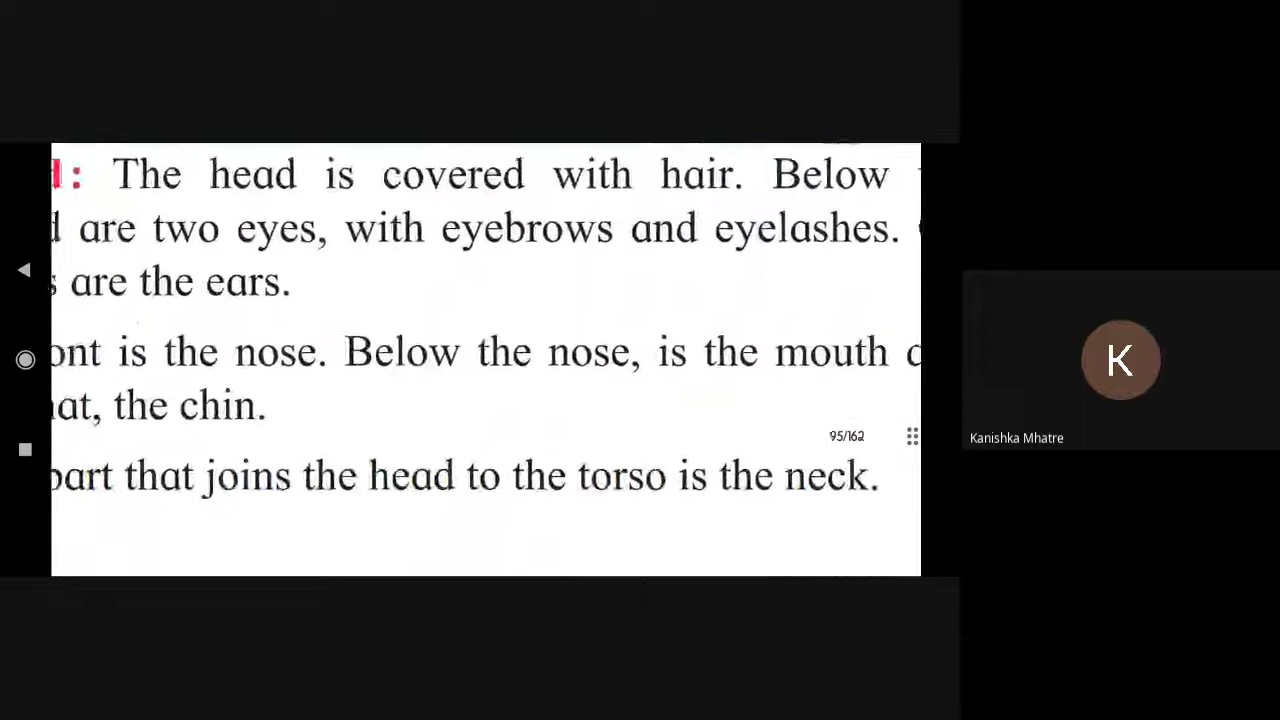 : The head is covered with hair. Below
are two eyes, with eyebrows and eyelashes.
are the ears.
is the nose. Below the nose, is the mouth
the chin.
95/162
part that joins the head to the torso is the neck.
K
Kanishka Mhatre